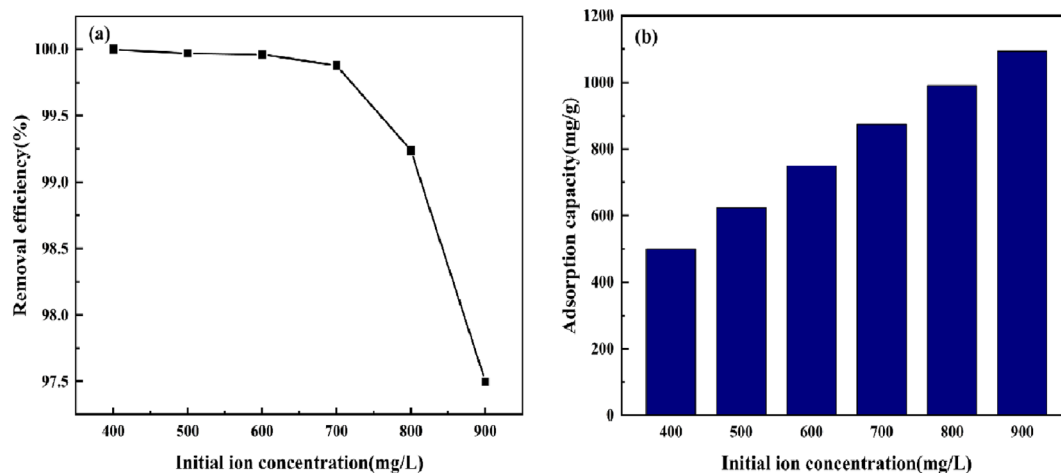 (a)
Removal efficiency(%)
100.0
99.5
99.0
98.5
98.0
97.5
400 500 600 700 800 900
Initial ion concentration(mg/L)
(b)
Adsorption capacity(mg/g)
1200
1000
800
600
400
200
0
400 500 600 700 800 900
Initial ion concentration(mg/L)